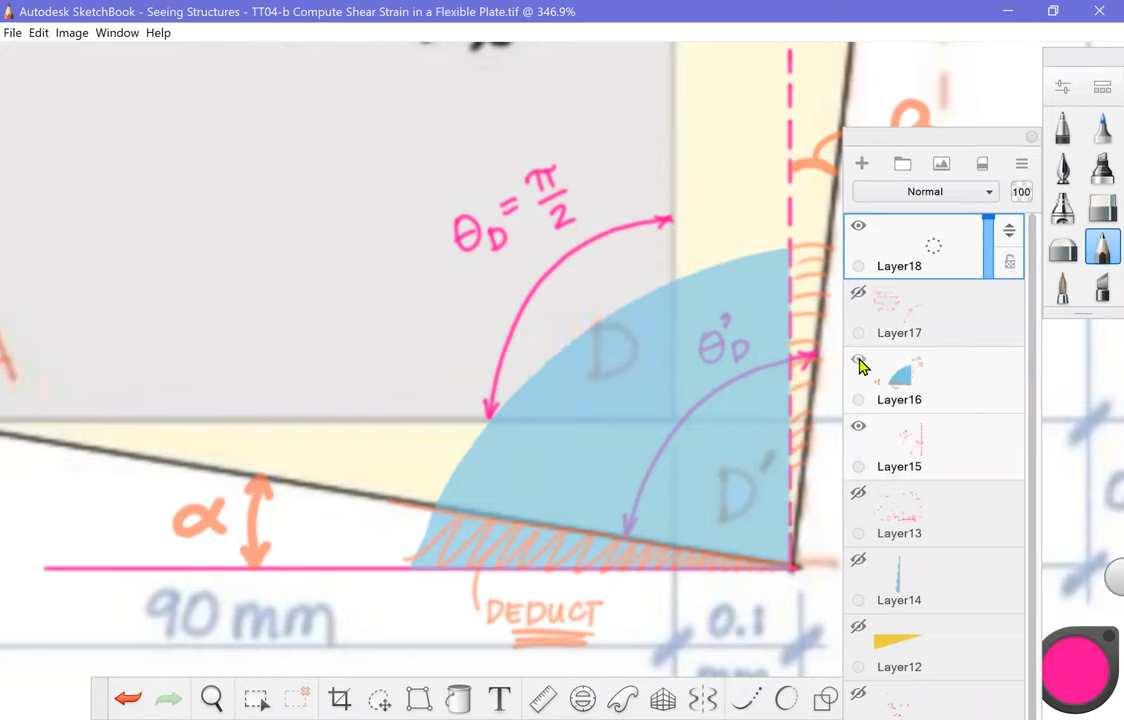 Autodesk SketchBook - Seeing Structures - TT04-b Compute Shear Strain in a Flexible Plate.tif @ 346.9%
File Edit Image Window Help
Normal
100
Layer18
Layer17
Layer16
Layer15
Layer13
Layer14
Layer12
θD = π/2
θ'D
D
D'
α
90 mm
DEDUCT
0.1
T